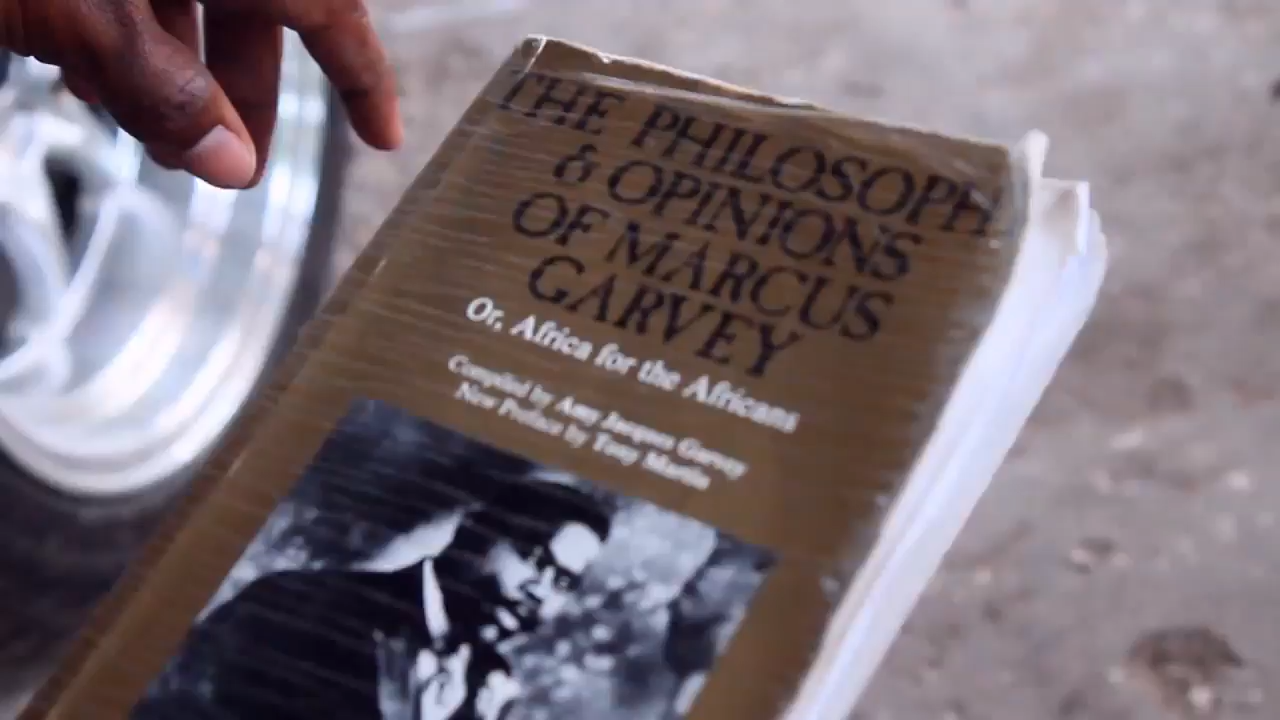 THE PHILOSOPH
& OPINIONS
OF MARCUS
GARVEY
Or, Africa for the Africans
Compiled by Amy Jacques Garvey
New Preface by Tony Martin